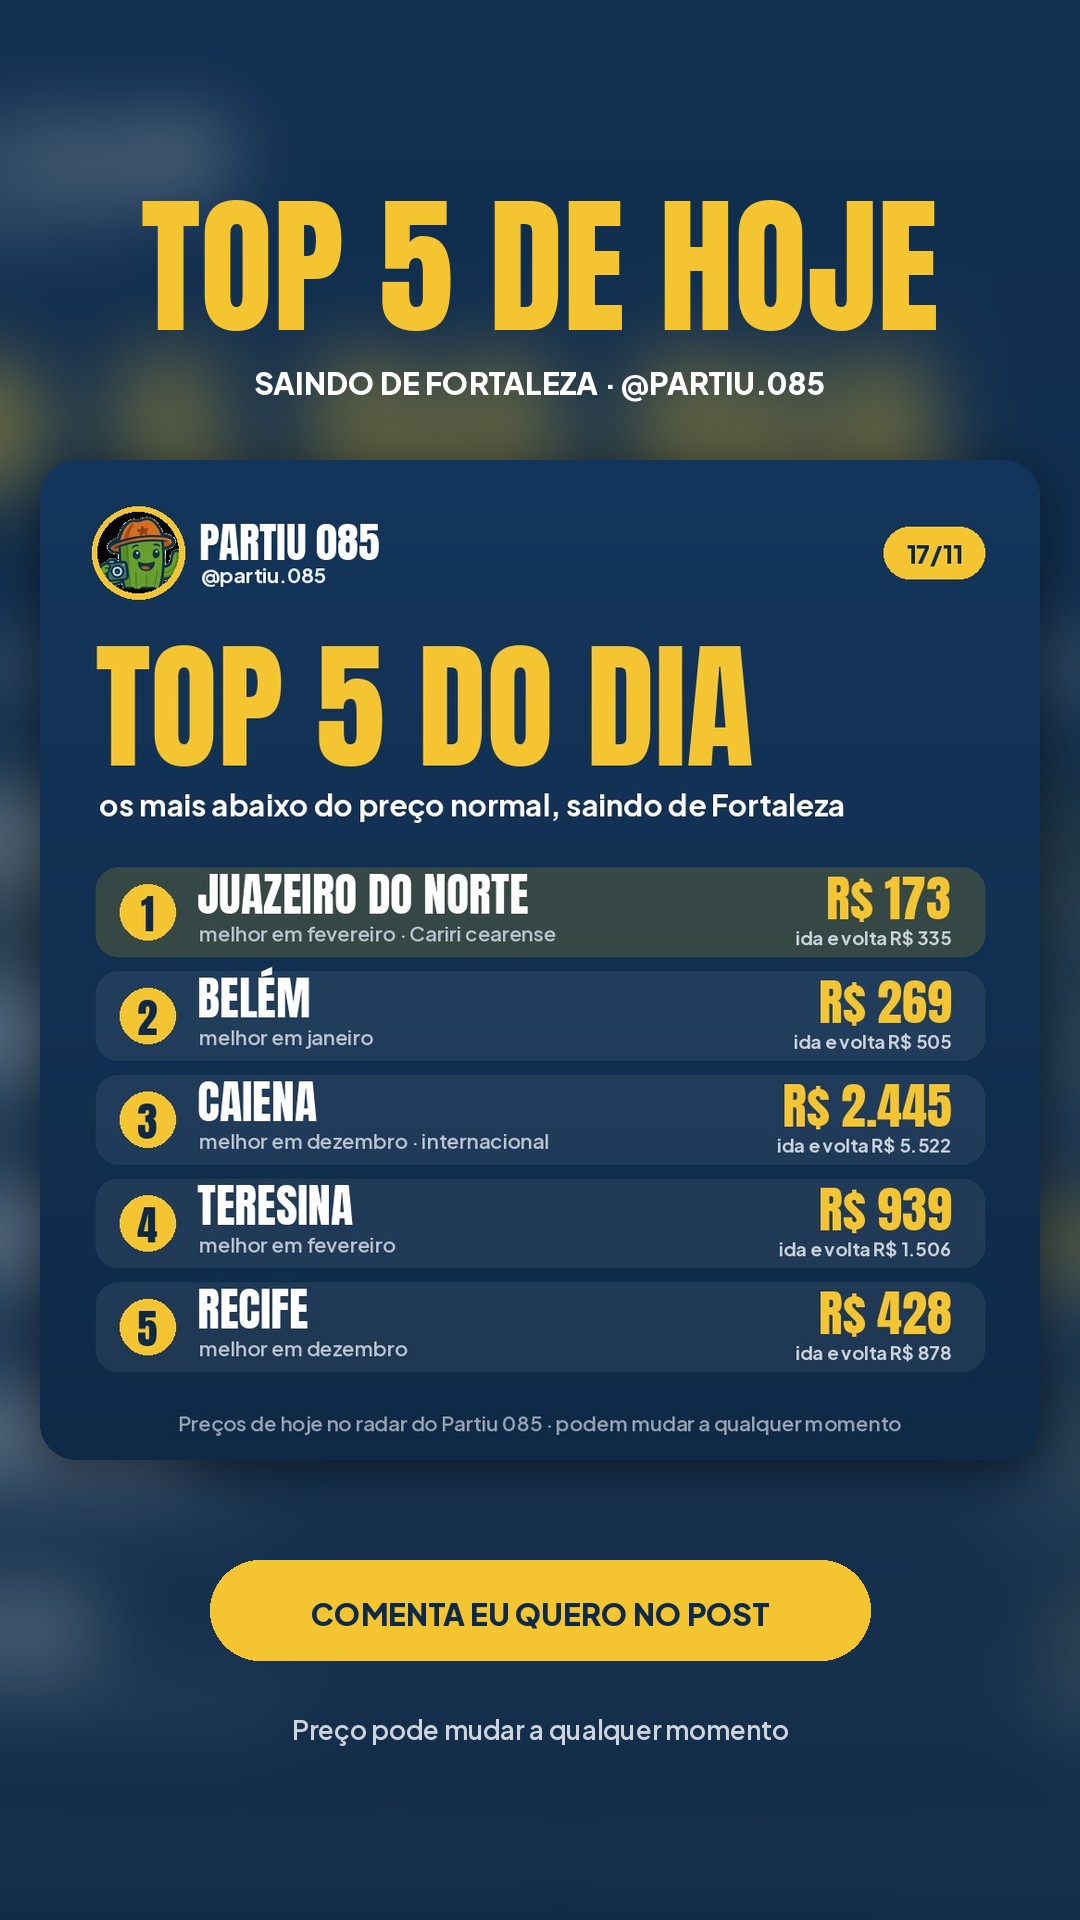 TOP 5 DE HOJE
SAINDO DE FORTALEZA · @PARTIU.085
PARTIU 085
@partiu.085
17/11
TOP 5 DO DIA
os mais abaixo do preço normal, saindo de Fortaleza
1
JUAZEIRO DO NORTE
melhor em fevereiro · Cariri cearense
R$ 173
ida e volta R$ 335
2
BELÉM
melhor em janeiro
R$ 269
ida e volta R$ 505
3
CAIENA
melhor em dezembro · internacional
R$ 2.445
ida e volta R$ 5.522
4
TERESINA
melhor em fevereiro
R$ 939
ida e volta R$ 1.506
5
RECIFE
melhor em dezembro
R$ 428
ida e volta R$ 878
Preços de hoje no radar do Partiu 085 · podem mudar a qualquer momento
COMENTA EU QUERO NO POST
Preço pode mudar a qualquer momento